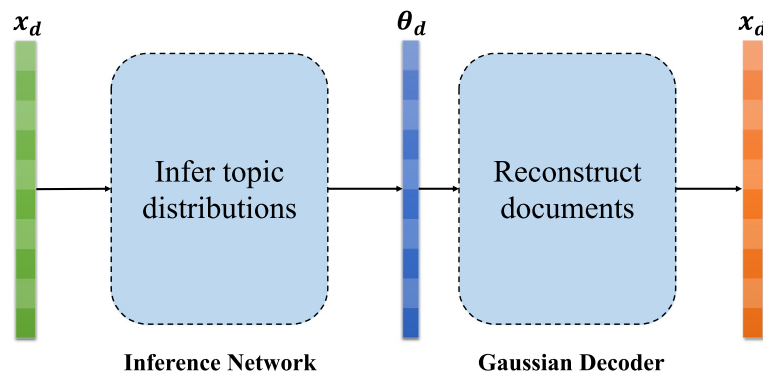 x_d θ_d x_d
Infer topic
distributions
Reconstruct
documents
Inference Network Gaussian Decoder